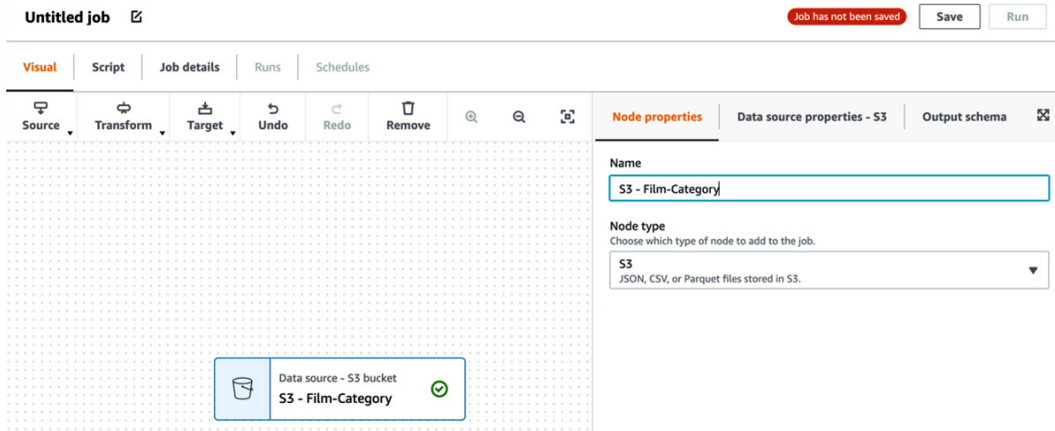 Untitled job
Job has not been saved
Save
Run
Visual
Script
Job details
Runs
Schedules
Source
Transform
Target
Undo
Redo
Remove
Node properties
Data source properties - S3
Output schema
Name
S3 - Film-Category
Node type
Choose which type of node to add to the job.
S3
JSON, CSV, or Parquet files stored in S3.
Data source - S3 bucket
S3 - Film-Category